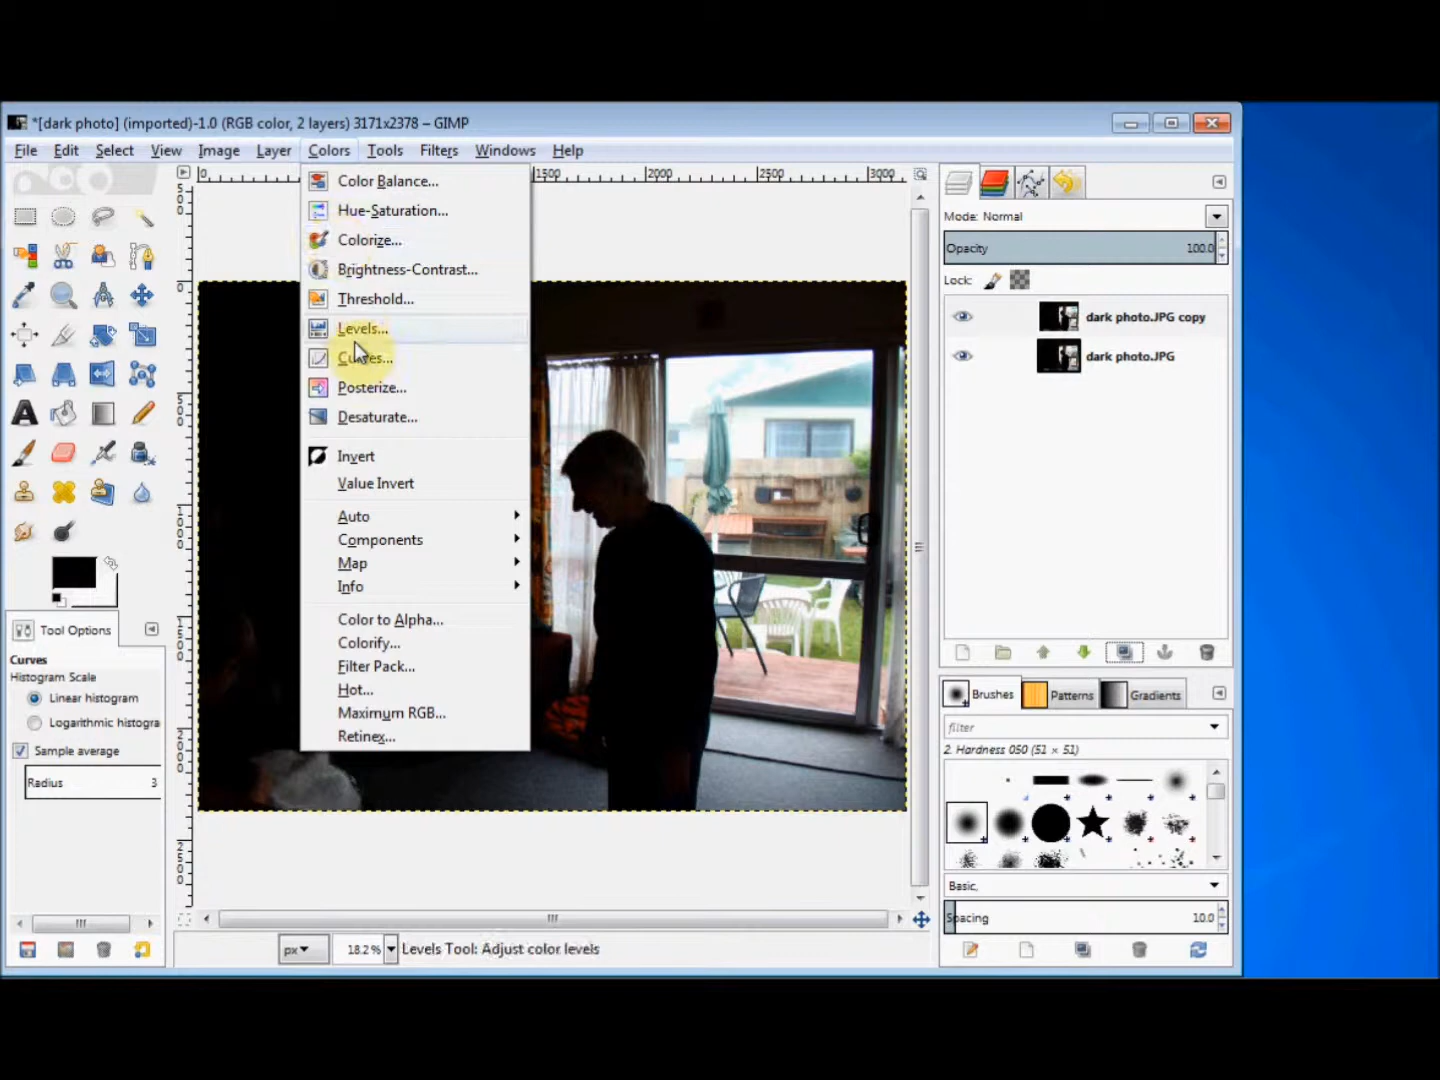 *[dark photo] (imported)-1.0 (RGB color, 2 layers) 3171x2378 – GIMP
File Edit Select View Image Layer Colors Tools Filters Windows Help
0 1500 2000 2500 3000
Color Balance...
Hue-Saturation...
Colorize...
Brightness-Contrast...
Threshold...
Levels...
Curves...
Posterize...
Desaturate...
Invert
Value Invert
Auto
Components
Map
Info
Color to Alpha...
Colorify...
Filter Pack...
Hot...
Maximum RGB...
Retinex...
Tool Options
Curves
Histogram Scale
Linear histogram
Logarithmic histogra
Sample average
Radius 3
px 18.2 % Levels Tool: Adjust color levels
Mode: Normal
Opacity 100.0
Lock:
dark photo.JPG copy
dark photo.JPG
Brushes Patterns Gradients
filter
2. Hardness 050 (51 × 51)
Basic,
Spacing 10.0